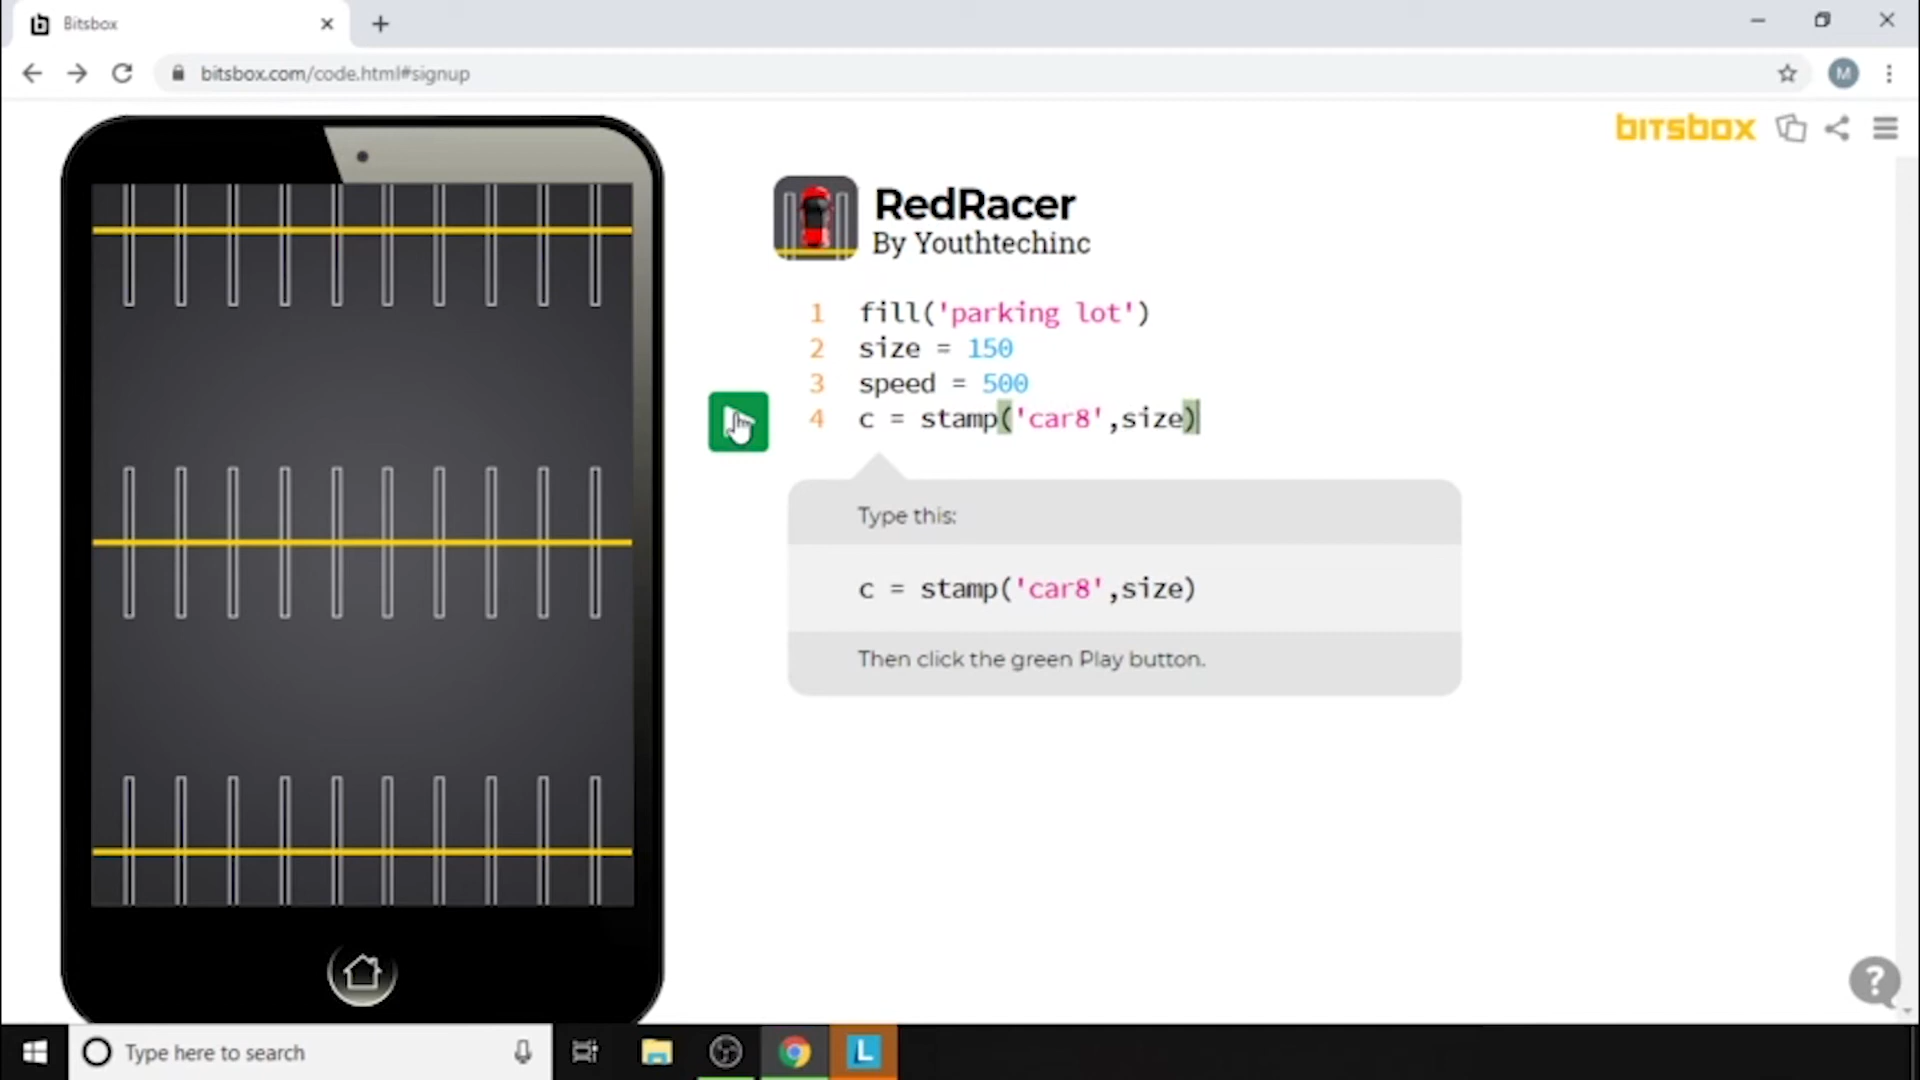 Bitsbox
bitsbox.com/code.html#signup
M
bitsbox
RedRacer
By Youthtechinc
1 fill('parking lot')
2 size = 150
3 speed = 500
4 c = stamp('car8',size)
Type this:
c = stamp('car8',size)
Then click the green Play button.
?
Type here to search
L